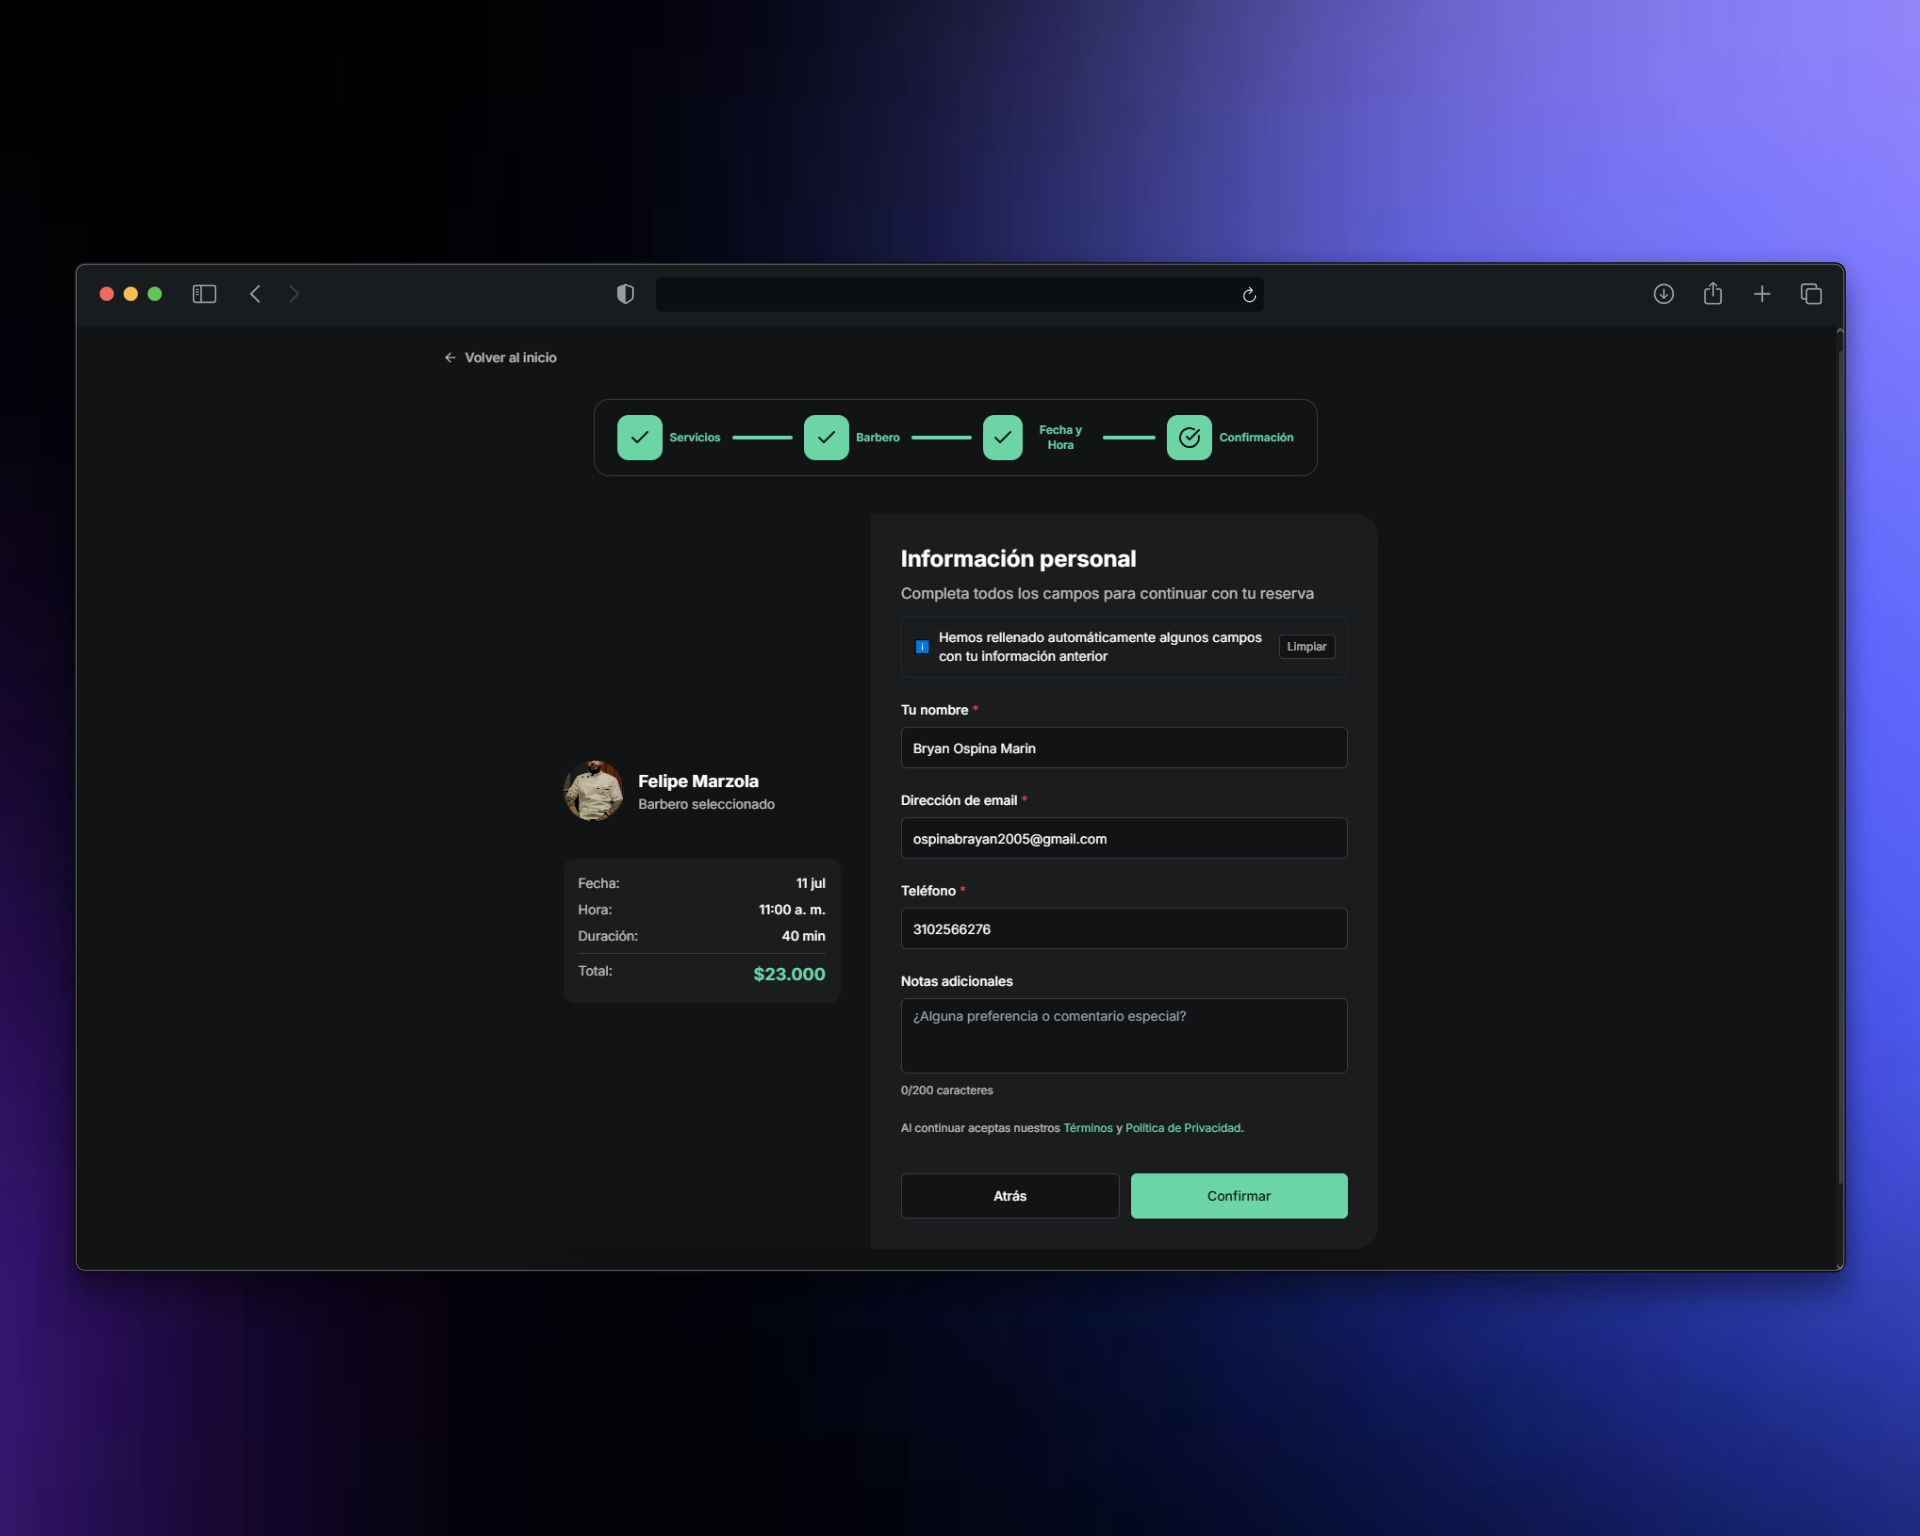 Volver al inicio
Servicios
Barbero
Fecha y
Hora
Confirmación
Felipe Marzola
Barbero seleccionado
Fecha: 11 jul
Hora: 11:00 a. m.
Duración: 40 min
Total: $23.000
Información personal
Completa todos los campos para continuar con tu reserva
Hemos rellenado automáticamente algunos campos
con tu información anterior
Limpiar
Tu nombre *
Bryan Ospina Marin
Dirección de email *
ospinabrayan2005@gmail.com
Teléfono *
3102566276
Notas adicionales
¿Alguna preferencia o comentario especial?
0/200 caracteres
Al continuar aceptas nuestros Términos y Política de Privacidad.
Atrás
Confirmar